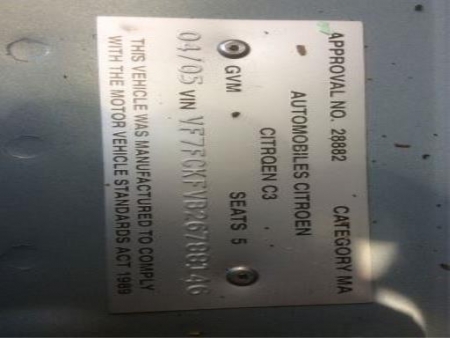 APPROVAL NO. 28882 CATEGORY MA
AUTOMOBILES CITROEN
CITROEN C3
GVM SEATS 5
04/05 VIN
THIS VEHICLE WAS MANUFACTURED TO COMPLY
WITH THE MOTOR VEHICLE STANDARDS ACT 1989